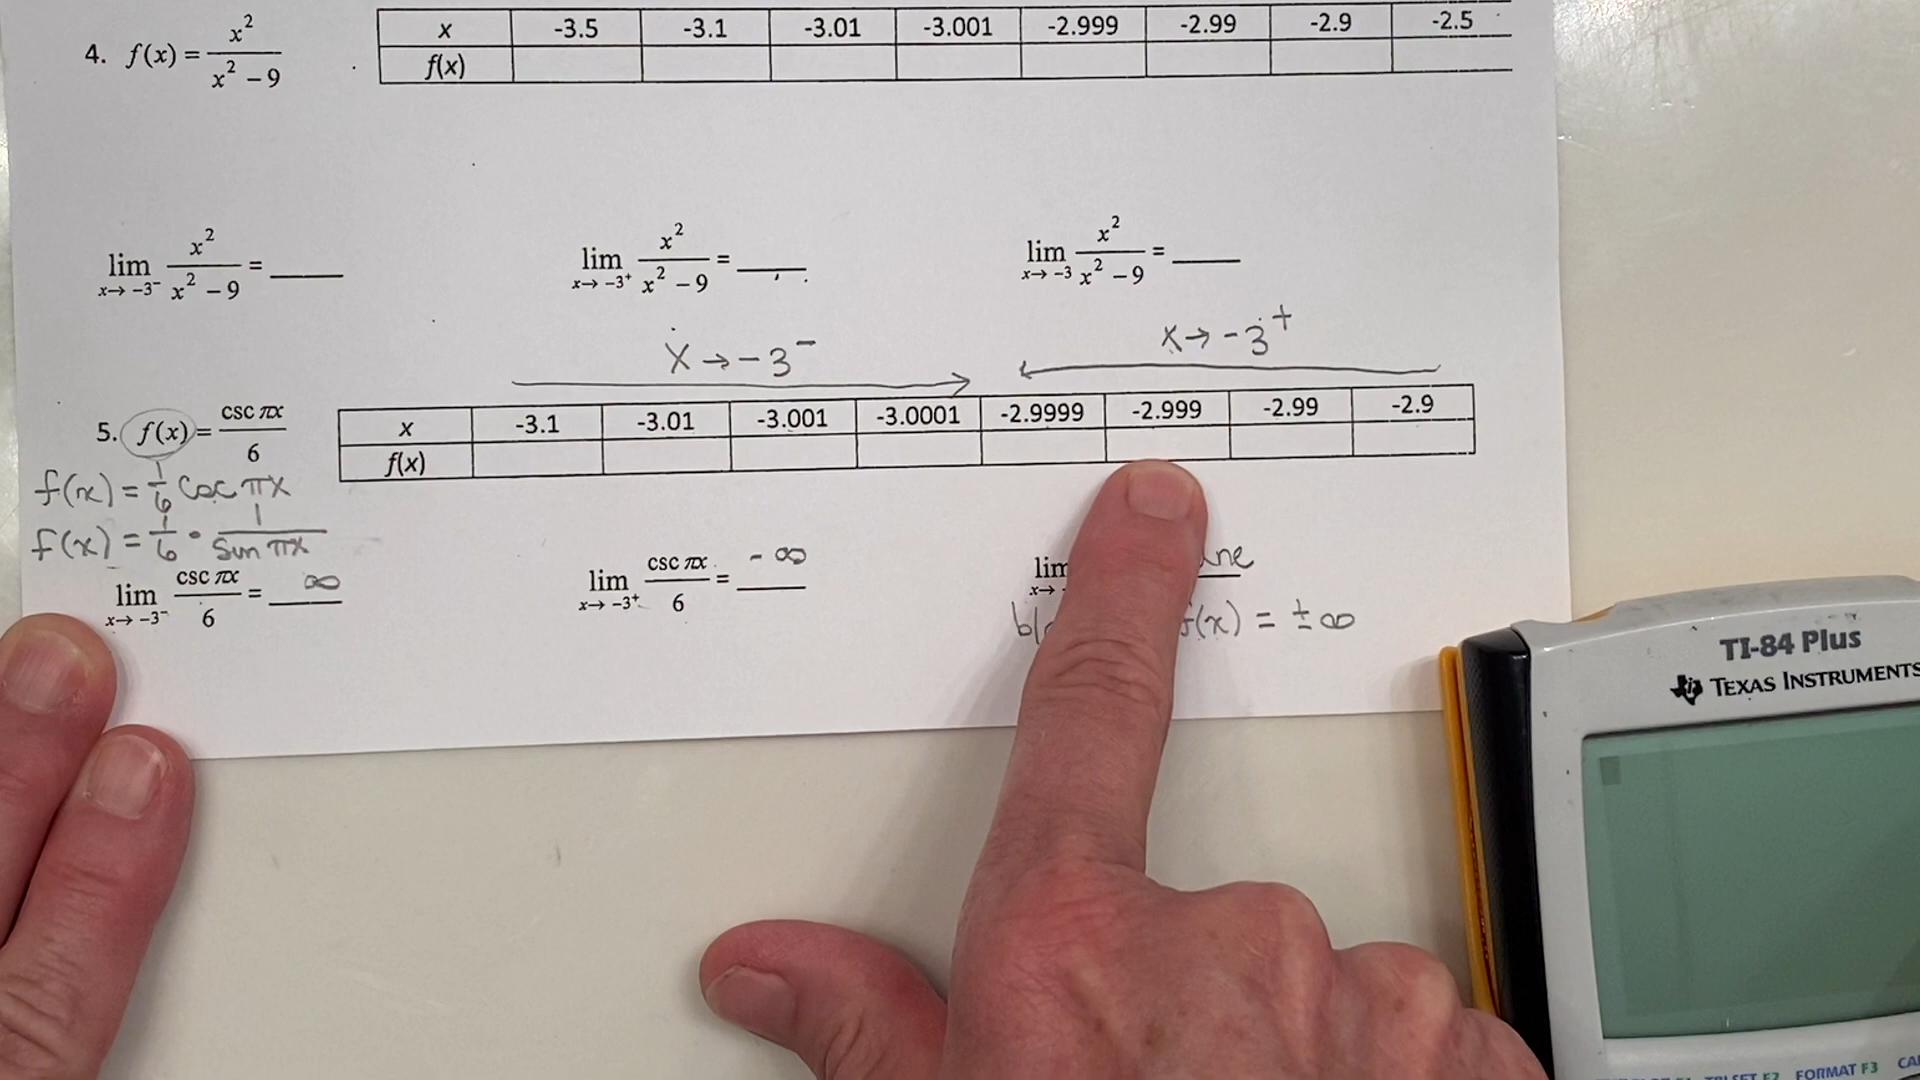 4. f(x) = x² / (x² − 9)
x -3.5 -3.1 -3.01 -3.001 -2.999 -2.99 -2.9 -2.5
f(x)
lim x→ −3⁻ x² / (x² − 9) = ____ lim x→ −3⁺ x² / (x² − 9) = ____ lim x→ −3 x² / (x² − 9) = ____
x → −3⁻ x → −3⁺
5. f(x) = csc πx / 6
x -3.1 -3.01 -3.001 -3.0001 -2.9999 -2.999 -2.99 -2.9
f(x)
f(x) = 1/6 csc πx
f(x) = 1/6 · 1 / sin πx
lim x→ −3⁻ csc πx / 6 = ∞ lim x→ −3⁺ csc πx / 6 = - ∞ lim x→
f(x) = ± ∞
TI-84 Plus
TEXAS INSTRUMENTS
FORMAT F3